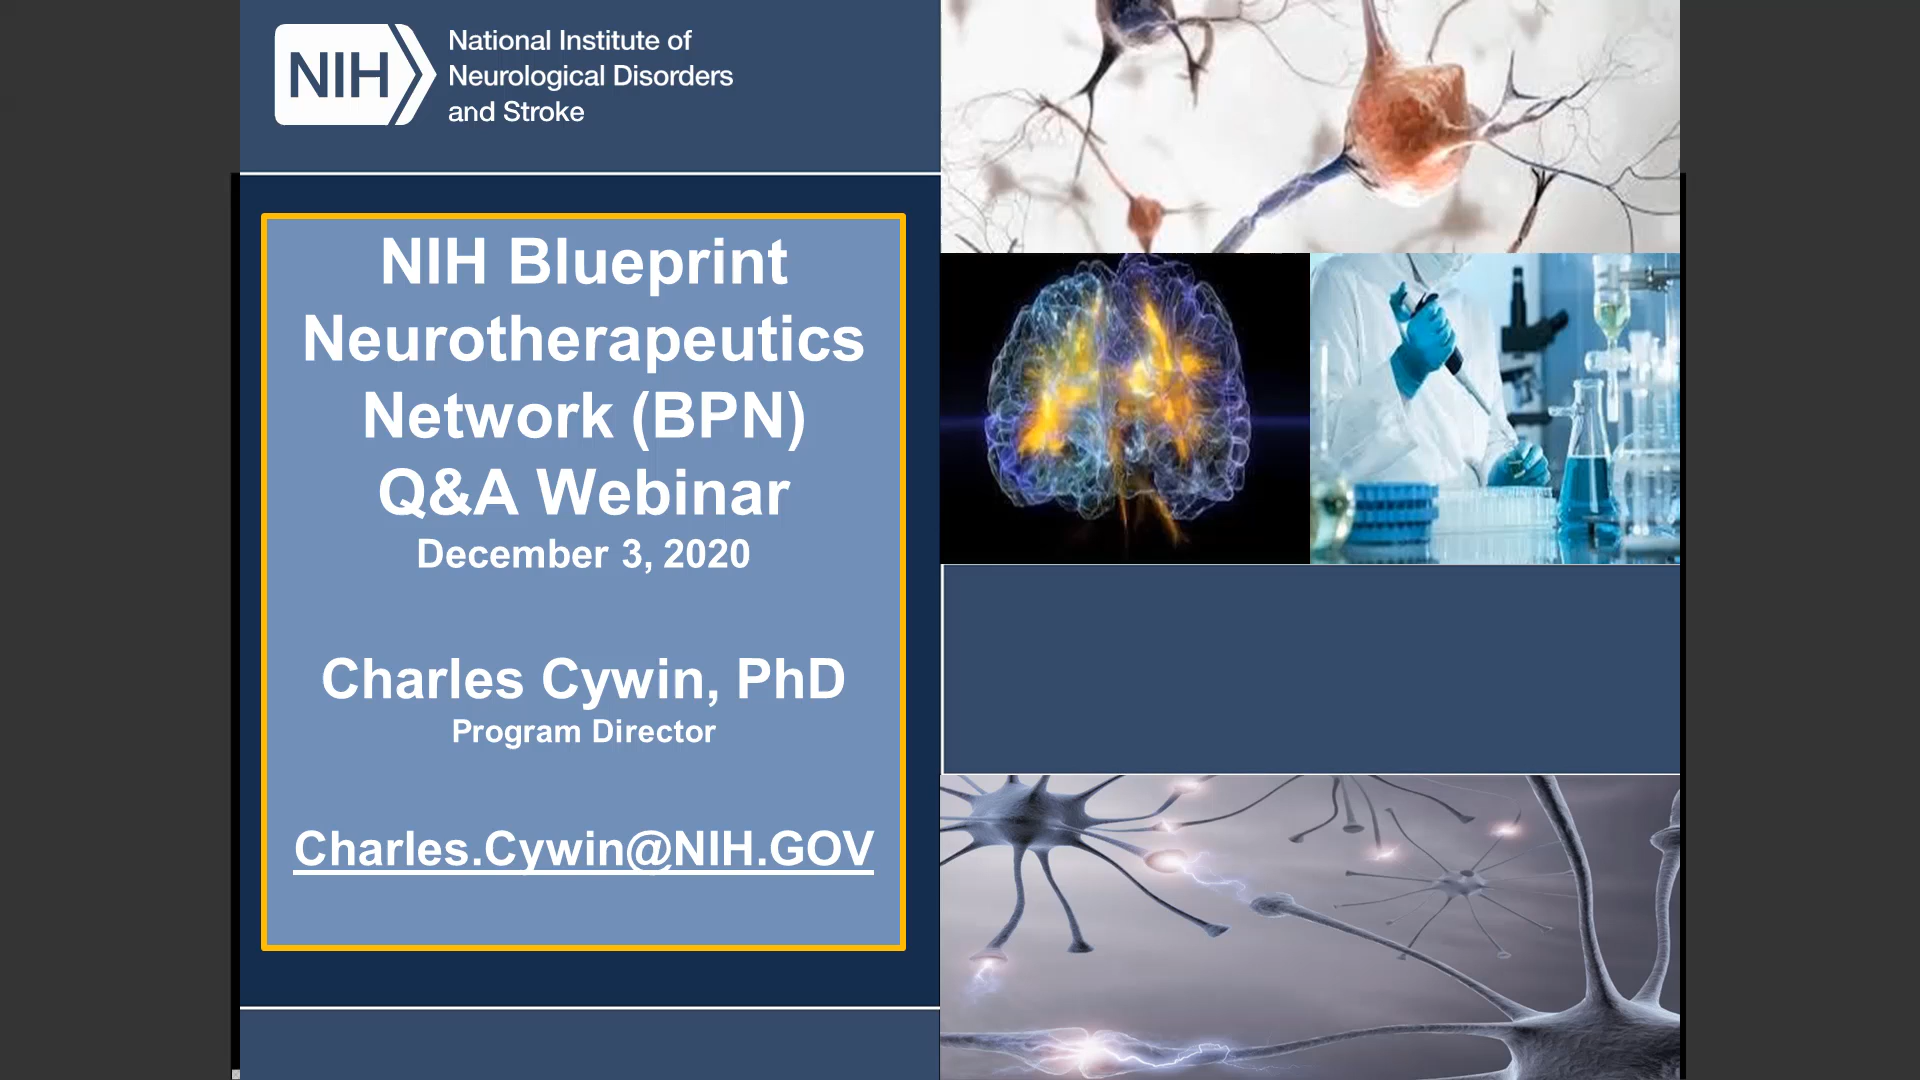 NIH
National Institute of
Neurological Disorders
and Stroke
NIH Blueprint
Neurotherapeutics
Network (BPN)
Q&A Webinar
December 3, 2020
Charles Cywin, PhD
Program Director
Charles.Cywin@NIH.GOV